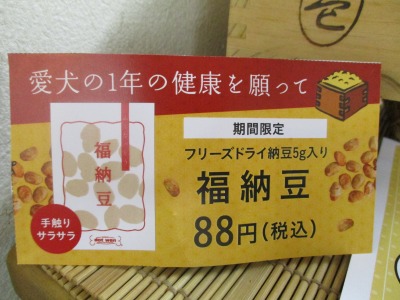 愛犬の1年の健康を願って
期間限定
フリーズドライ納豆5g入り
福納豆
88円(税込)
福納豆
手触り
サラサラ